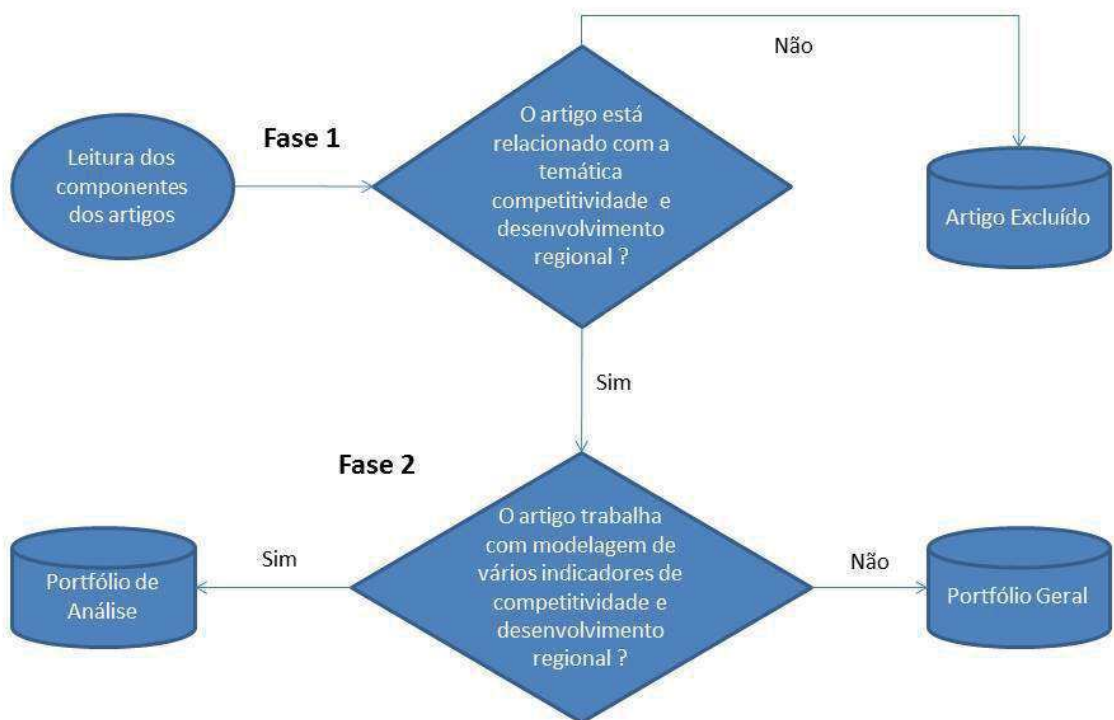 Não
Fase 1
Leitura dos
componentes
dos artigos
O artigo está
relacionado com a
temática
competitividade e
desenvolvimento
regional ?
Artigo Excluído
Sim
Fase 2
Sim
Portfólio de
Análise
O artigo trabalha
com modelagem de
vários indicadores de
competitividade e
desenvolvimento
regional ?
Não
Portfólio Geral